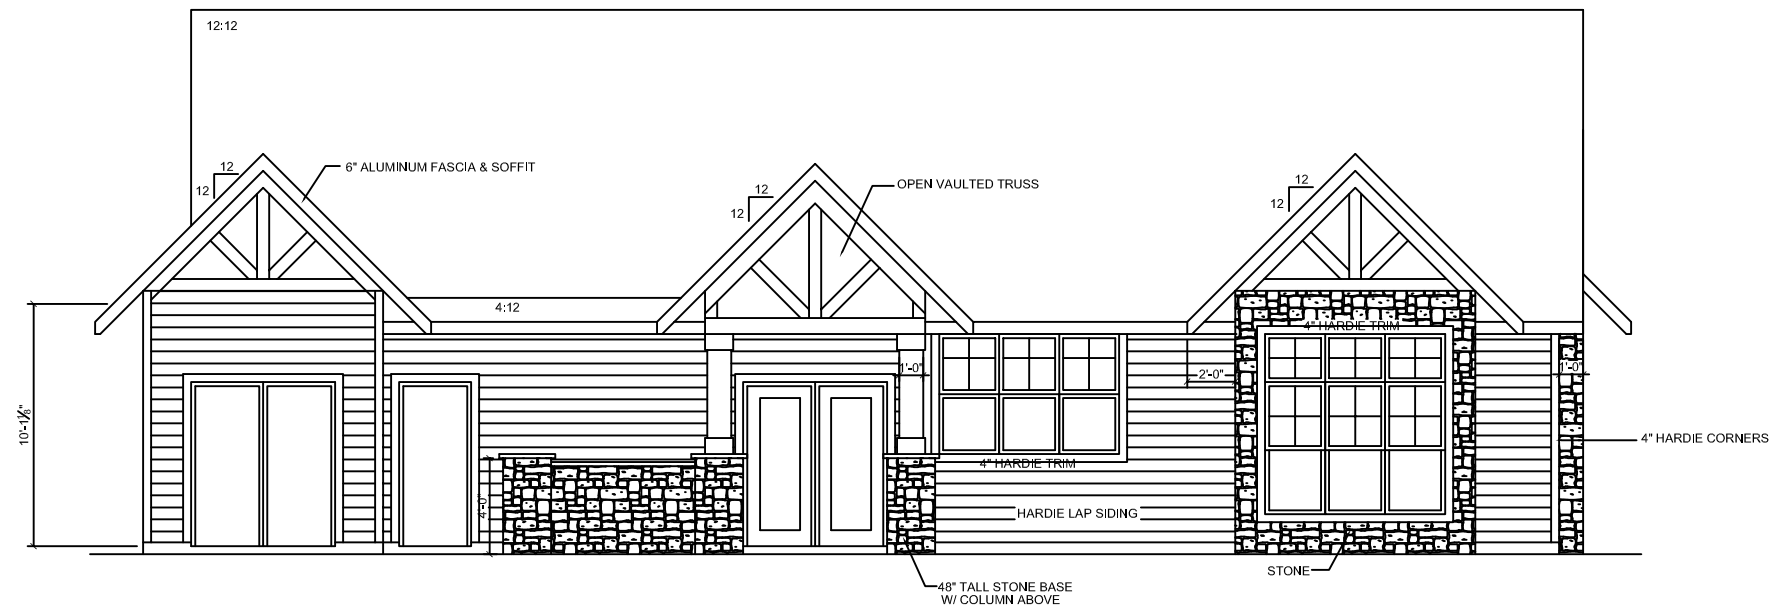 12:12
12
12
6" ALUMINUM FASCIA & SOFFIT
12
12
OPEN VAULTED TRUSS
12
12
4:12
4" HARDIE TRIM
1'-0"
2'-0"
1'-0"
10'-1⅛"
4" HARDIE CORNERS
4" HARDIE TRIM
4'-0"
HARDIE LAP SIDING
STONE
48" TALL STONE BASE
W/ COLUMN ABOVE